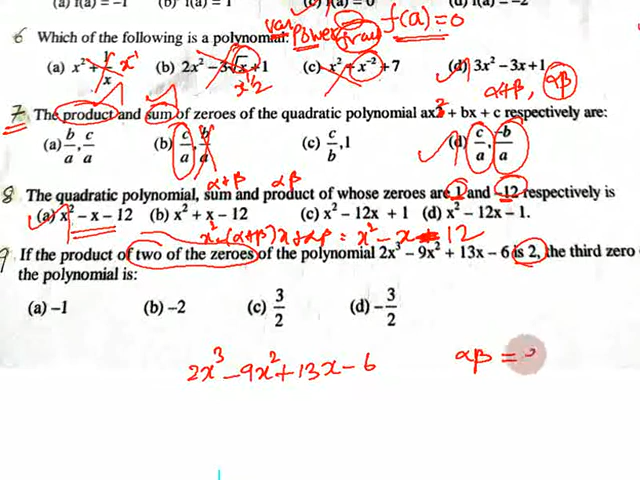 (a) f(a) = -1 (b) f(a) = 1 (c) f(a) = 0 (d) f(a) = -2
var power frac f(a) = 0
6 Which of the following is a polynomial:
(a) x² + 1/x x⁻¹ (b) 2x² - 3√x + 1 x^1/2 (c) x² + x⁻² + 7 (d) 3x² - 3x + 1
α+β, αβ
7 The product and sum of zeroes of the quadratic polynomial ax² + bx + c respectively are:
(a) b/a, c/a (b) c/a, b/a (c) c/b, 1 (d) c/a, -b/a
α+β αβ
8 The quadratic polynomial, sum and product of whose zeroes are 1 and -12 respectively is
(a) x² - x - 12 (b) x² + x - 12 (c) x² - 12x + 1 (d) x² - 12x - 1.
x² - (α+β)x + αβ = x² - x - 12
9 If the product of two of the zeroes of the polynomial 2x³ - 9x² + 13x - 6 is 2, the third zero
the polynomial is:
(a) -1 (b) -2 (c) 3/2 (d) -3/2
2x³ - 9x² + 13x - 6 αβ =